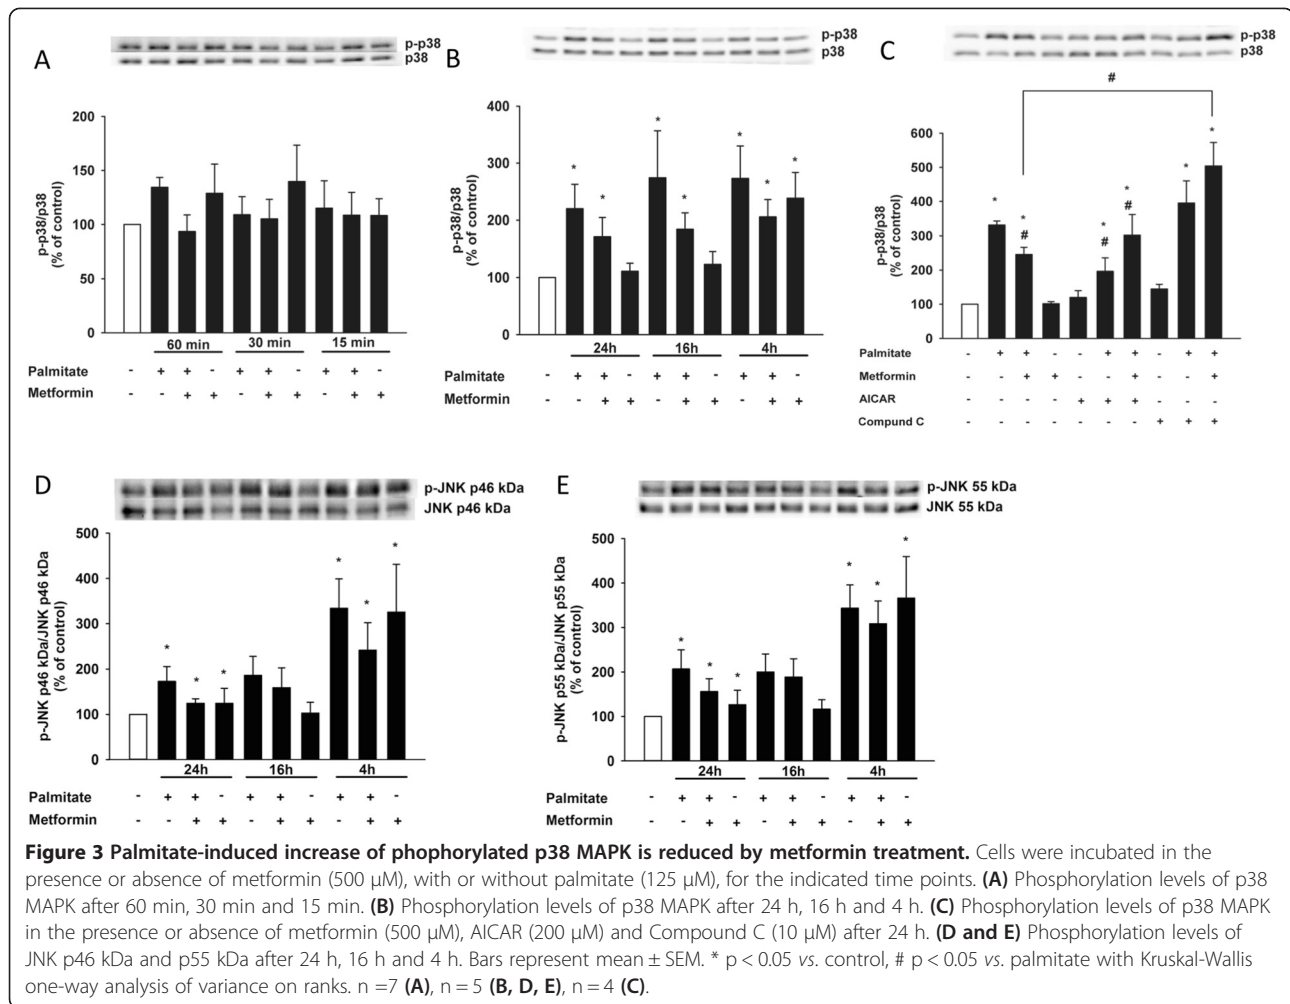 A
p-p38
p38
p-p38/p38
(% of control)
200
150
100
50
0
60 min 30 min 15 min
Palmitate - + + - + + - + + -
Metformin - - + + - + + - + +
B
p-p38
p38
p-p38/p38
(% of control)
400
300
200
100
0
* * * * * * *
24h 16h 4h
Palmitate - + + - + + - + + -
Metformin - - + + - + + - + +
C
p-p38
p38
#
p-p38/p38
(% of control)
600
500
400
300
200
100
0
* * * * * *
# # #
Palmitate - + + - - + + - + +
Metformin - - + + - - + - - +
AICAR - - - - + + + - - -
Compund C - - - - - - - + + +
D
p-JNK p46 kDa
JNK p46 kDa
p-JNK p46 kDa/JNK p46 kDa
(% of control)
500
400
300
200
100
0
* * * * * *
24h 16h 4h
Palmitate - + + - + + - + + -
Metformin - - + + - + + - + +
E
p-JNK 55 kDa
JNK 55 kDa
p-JNK p55 kDa/JNK p55 kDa
(% of control)
500
400
300
200
100
0
* * * * * *
24h 16h 4h
Palmitate - + + - + + - + + -
Metformin - - + + - + + - + +
Figure 3 Palmitate-induced increase of phophorylated p38 MAPK is reduced by metformin treatment. Cells were incubated in the
presence or absence of metformin (500 μM), with or without palmitate (125 μM), for the indicated time points. (A) Phosphorylation levels of p38
MAPK after 60 min, 30 min and 15 min. (B) Phosphorylation levels of p38 MAPK after 24 h, 16 h and 4 h. (C) Phosphorylation levels of p38 MAPK
in the presence or absence of metformin (500 μM), AICAR (200 μM) and Compound C (10 μM) after 24 h. (D and E) Phosphorylation levels of
JNK p46 kDa and p55 kDa after 24 h, 16 h and 4 h. Bars represent mean ± SEM. * p < 0.05 vs. control, # p < 0.05 vs. palmitate with Kruskal-Wallis
one-way analysis of variance on ranks. n =7 (A), n = 5 (B, D, E), n = 4 (C).